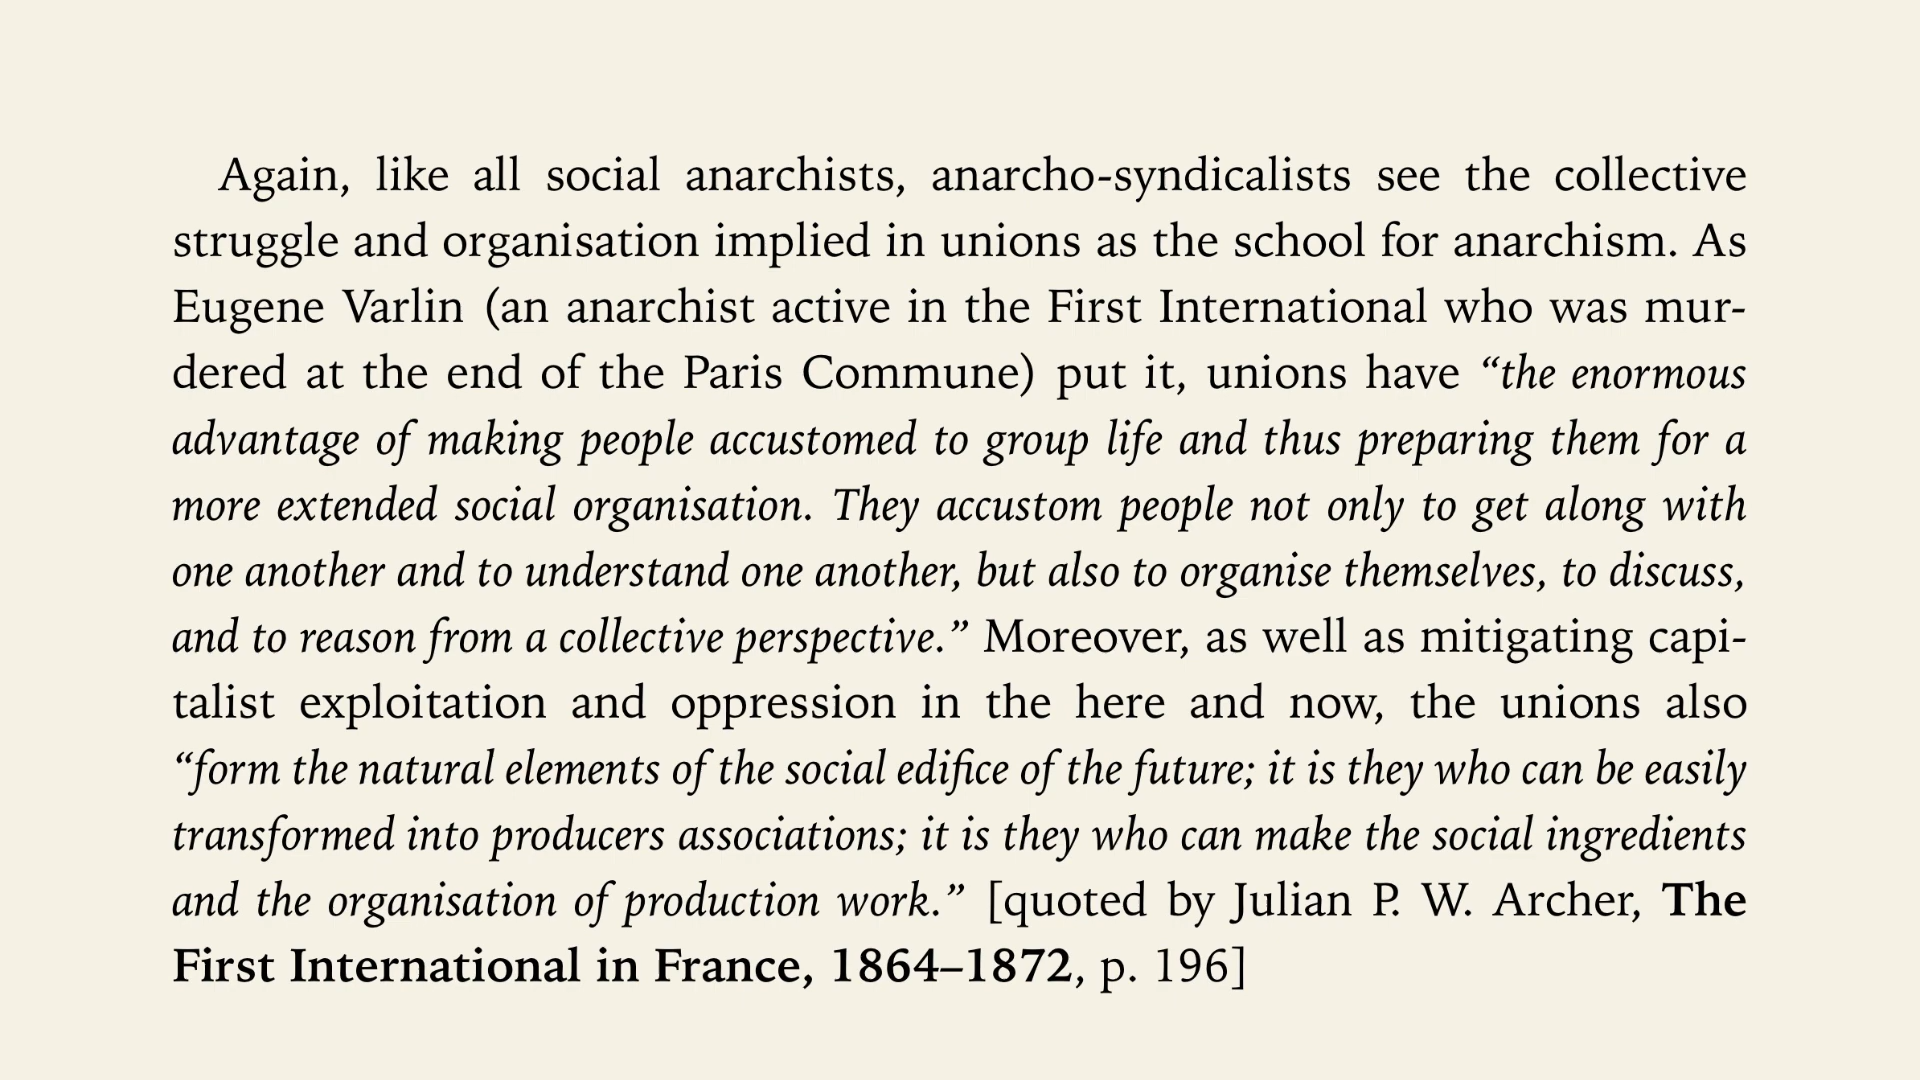 Again, like all social anarchists, anarcho-syndicalists see the collective
struggle and organisation implied in unions as the school for anarchism. As
Eugene Varlin (an anarchist active in the First International who was mur-
dered at the end of the Paris Commune) put it, unions have “the enormous
advantage of making people accustomed to group life and thus preparing them for a
more extended social organisation. They accustom people not only to get along with
one another and to understand one another, but also to organise themselves, to discuss,
and to reason from a collective perspective.” Moreover, as well as mitigating capi-
talist exploitation and oppression in the here and now, the unions also
“form the natural elements of the social edifice of the future; it is they who can be easily
transformed into producers associations; it is they who can make the social ingredients
and the organisation of production work.” [quoted by Julian P. W. Archer, The
First International in France, 1864–1872, p. 196]